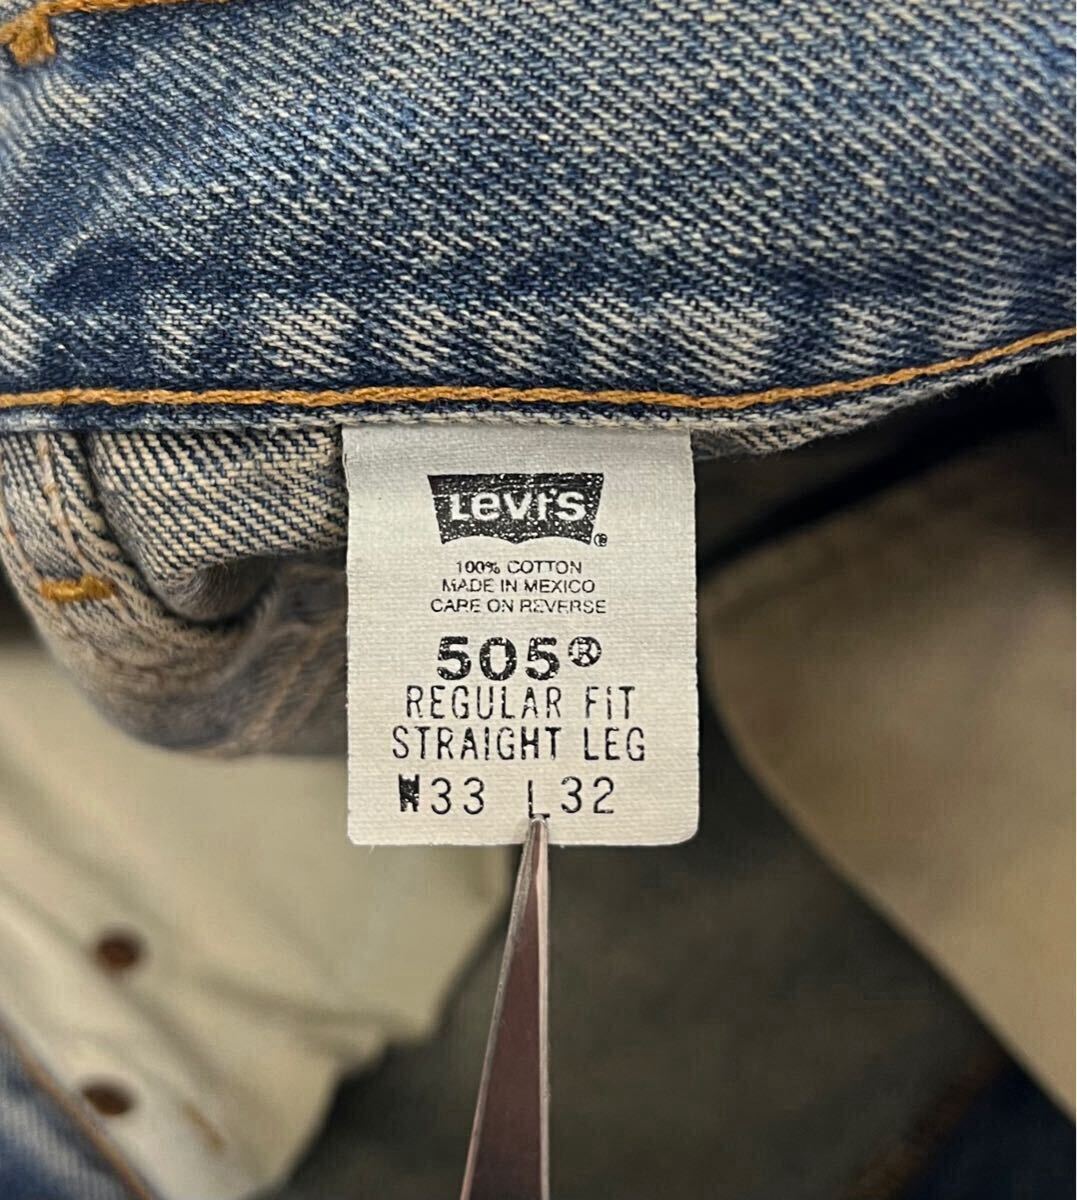 Levi's ®
100% COTTON
MADE IN MEXICO
CARE ON REVERSE
505®
REGULAR FIT
STRAIGHT LEG
W33 L32